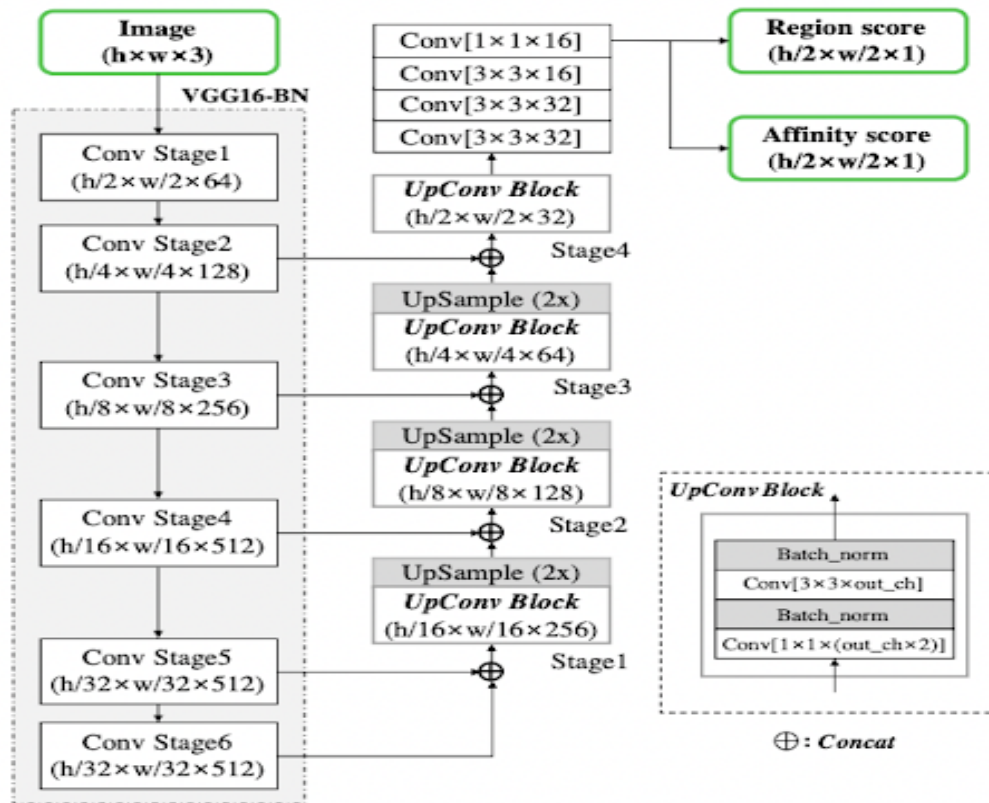 Image
(h×w×3)
VGG16-BN
Conv Stage1
(h/2×w/2×64)
Conv Stage2
(h/4×w/4×128)
Conv Stage3
(h/8×w/8×256)
Conv Stage4
(h/16×w/16×512)
Conv Stage5
(h/32×w/32×512)
Conv Stage6
(h/32×w/32×512)
Conv[1×1×16]
Conv[3×3×16]
Conv[3×3×32]
Conv[3×3×32]
UpConv Block
(h/2×w/2×32)
Stage4
UpSample (2x)
UpConv Block
(h/4×w/4×64)
Stage3
UpSample (2x)
UpConv Block
(h/8×w/8×128)
Stage2
UpSample (2x)
UpConv Block
(h/16×w/16×256)
Stage1
Region score
(h/2×w/2×1)
Affinity score
(h/2×w/2×1)
UpConv Block
Batch_norm
Conv[3×3×out_ch]
Batch_norm
Conv[1×1×(out_ch×2)]
⊕: Concat